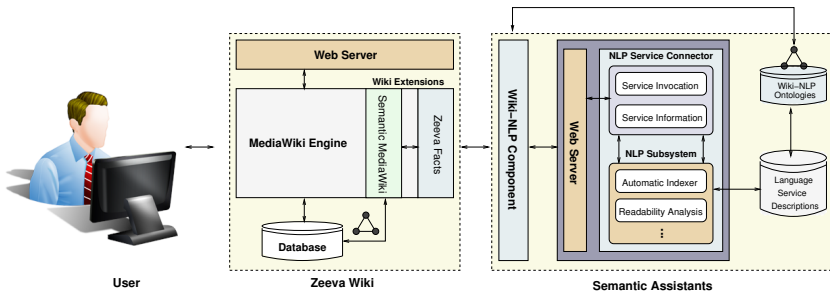 Web Server
Wiki Extensions
MediaWiki Engine
Semantic MediaWiki
Zeeva Facts
Database
User
Zeeva Wiki
Wiki–NLP Component
Web Server
NLP Service Connector
Service Invocation
Service Information
NLP Subsystem
Automatic Indexer
Readability Analysis
Wiki–NLP
Ontologies
Language
Service
Descriptions
Semantic Assistants